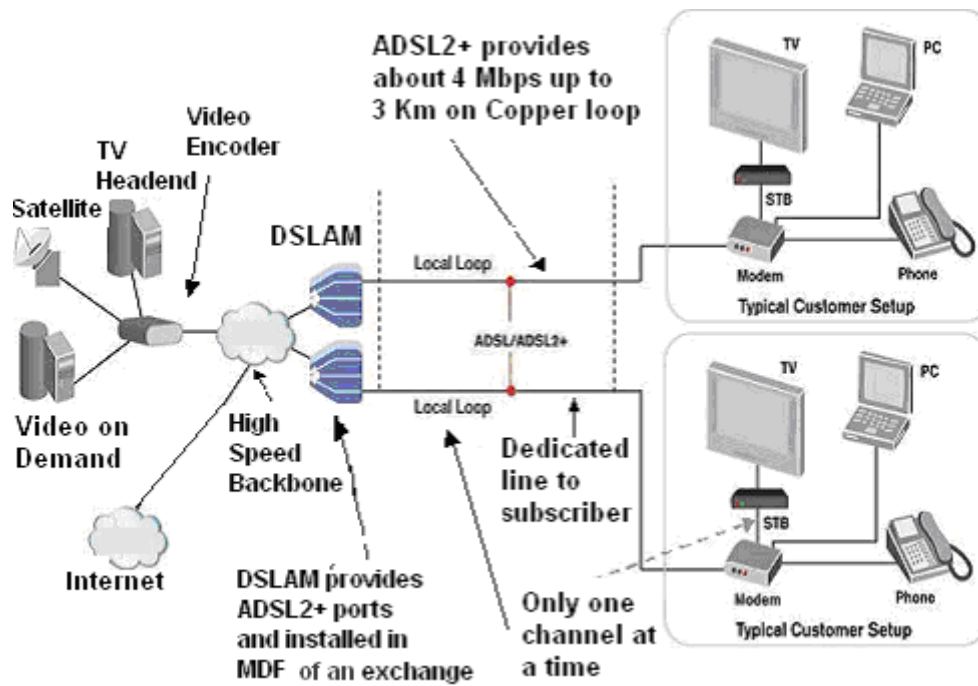 ADSL2+ provides
about 4 Mbps up to
3 Km on Copper loop
Video
Encoder
TV
Headend
Satellite
DSLAM
TV
PC
STB
Local Loop
Modem
Phone
Typical Customer Setup
ADSL/ADSL2+
Local Loop
Video on
Demand
High
Speed
Backbone
Dedicated
line to
subscriber
TV
PC
STB
Internet
DSLAM provides
ADSL2+ ports
and installed in
MDF of an exchange
Only one
channel at
a time
Modem
Phone
Typical Customer Setup